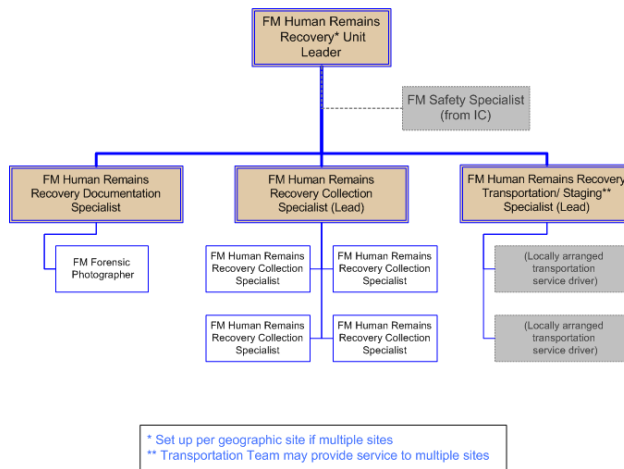 FM Human Remains
Recovery* Unit
Leader
FM Safety Specialist
(from IC)
FM Human Remains
Recovery Documentation
Specialist
FM Human Remains
Recovery Collection
Specialist (Lead)
FM Human Remains Recovery
Transportation/ Staging**
Specialist (Lead)
FM Forensic
Photographer
FM Human Remains
Recovery Collection
Specialist
FM Human Remains
Recovery Collection
Specialist
(Locally arranged
transportation
service driver)
FM Human Remains
Recovery Collection
Specialist
FM Human Remains
Recovery Collection
Specialist
(Locally arranged
transportation
service driver)
* Set up per geographic site if multiple sites
** Transportation Team may provide service to multiple sites